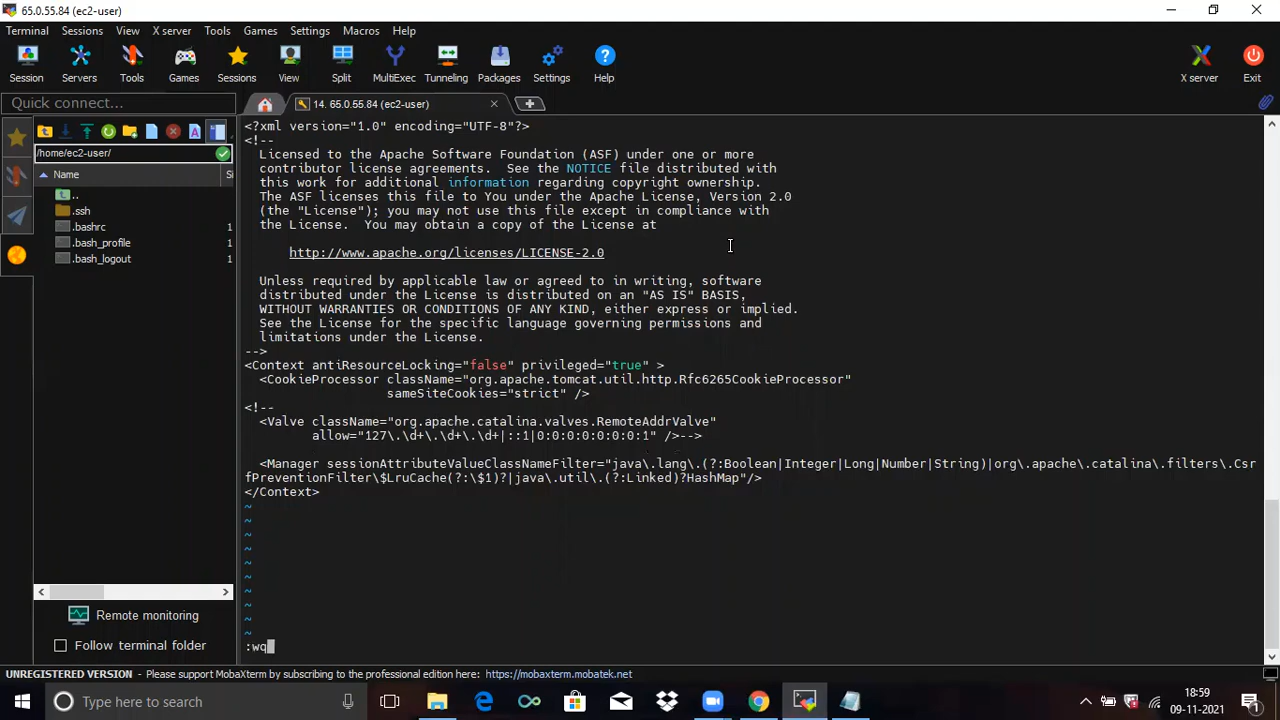 65.0.55.84 (ec2-user)
Terminal Sessions View X server Tools Games Settings Macros Help
Session Servers Tools Games Sessions View Split MultiExec Tunneling Packages Settings Help X server Exit
Quick connect...
14. 65.0.55.84 (ec2-user)
/home/ec2-user/
Name Si
..
.ssh
.bashrc 1
.bash_profile 1
.bash_logout 1
<?xml version="1.0" encoding="UTF-8"?>
<!--
Licensed to the Apache Software Foundation (ASF) under one or more
contributor license agreements. See the NOTICE file distributed with
this work for additional information regarding copyright ownership.
The ASF licenses this file to You under the Apache License, Version 2.0
(the "License"); you may not use this file except in compliance with
the License. You may obtain a copy of the License at
http://www.apache.org/licenses/LICENSE-2.0
Unless required by applicable law or agreed to in writing, software
distributed under the License is distributed on an "AS IS" BASIS,
WITHOUT WARRANTIES OR CONDITIONS OF ANY KIND, either express or implied.
See the License for the specific language governing permissions and
limitations under the License.
-->
<Context antiResourceLocking="false" privileged="true" >
<CookieProcessor className="org.apache.tomcat.util.http.Rfc6265CookieProcessor"
sameSiteCookies="strict" />
<!--
<Valve className="org.apache.catalina.valves.RemoteAddrValve"
allow="127\.\d+\.\d+\.\d+|::1|0:0:0:0:0:0:0:1" />-->
<Manager sessionAttributeValueClassNameFilter="java\.lang\.(?:Boolean|Integer|Long|Number|String)|org\.apache\.catalina\.filters\.Csr
fPreventionFilter\$LruCache(?:\$1)?|java\.util\.(?:Linked)?HashMap"/>
</Context>
~
~
~
~
~
~
~
~
~
~
:wq
Remote monitoring
Follow terminal folder
UNREGISTERED VERSION - Please support MobaXterm by subscribing to the professional edition here: https://mobaxterm.mobatek.net
Type here to search
18:59
09-11-2021
1